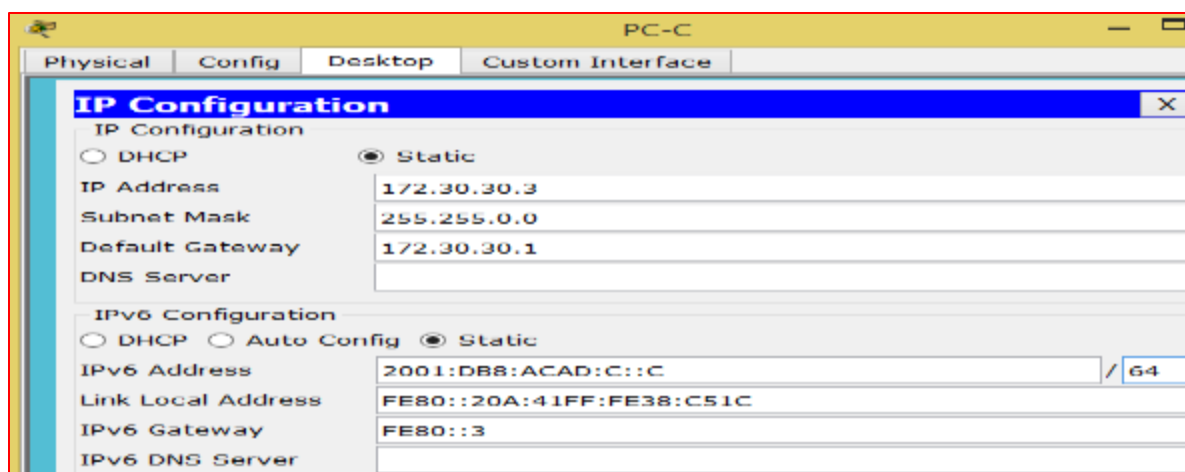 PC-C
Physical Config Desktop Custom Interface
IP Configuration X
IP Configuration
DHCP Static
IP Address 172.30.30.3
Subnet Mask 255.255.0.0
Default Gateway 172.30.30.1
DNS Server
IPv6 Configuration
DHCP Auto Config Static
IPv6 Address 2001:DB8:ACAD:C::C / 64
Link Local Address FE80::20A:41FF:FE38:C51C
IPv6 Gateway FE80::3
IPv6 DNS Server